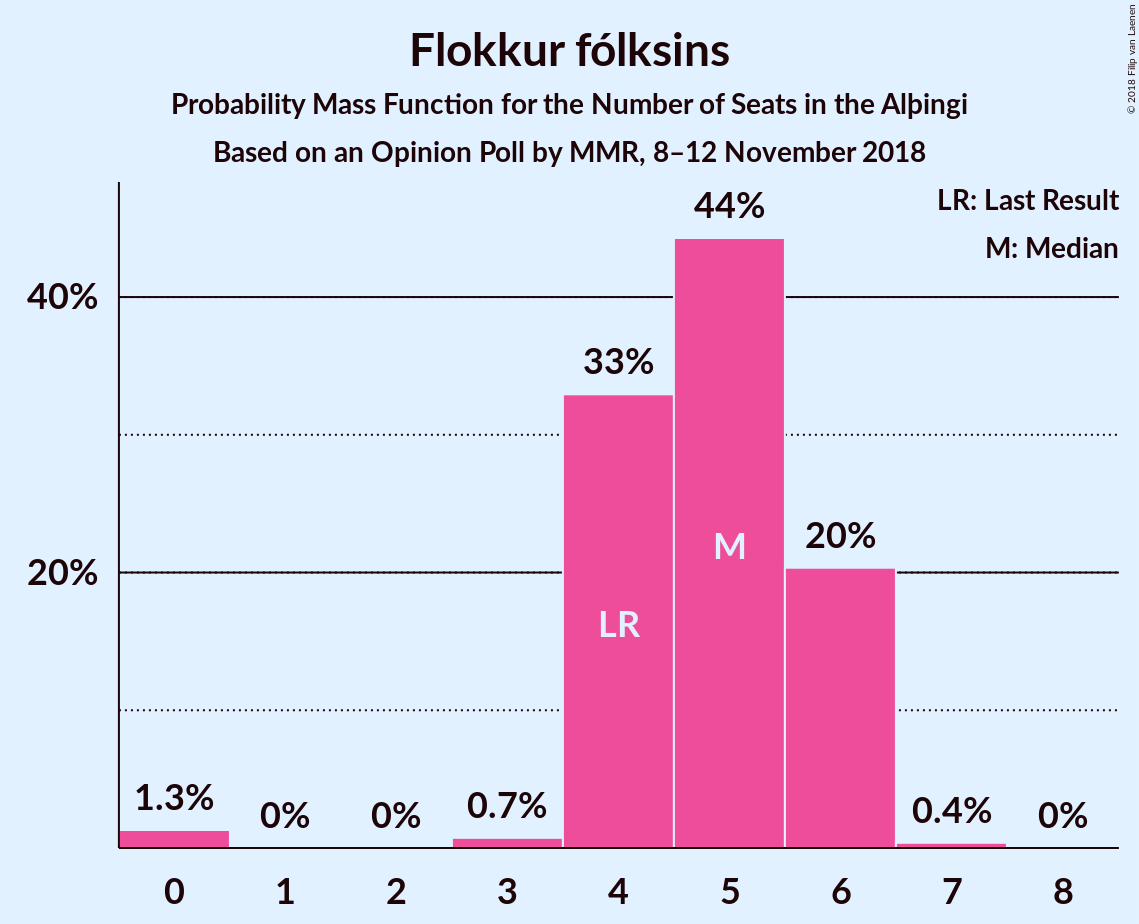 Flokkur fólksins
Probability Mass Function for the Number of Seats in the Alþingi
Based on an Opinion Poll by MMR, 8–12 November 2018
© 2018 Filip van Laenen
LR: Last Result
M: Median
44%
40%
33%
20%
M
20%
LR
1.3%
0%
0%
0.7%
0.4%
0%
0 1 2 3 4 5 6 7 8